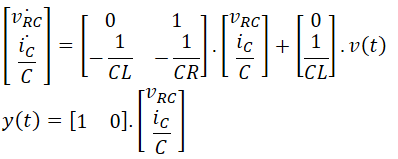 [v̇_RC; i̇_C/C] = [0 1; −1/CL −1/CR] . [v_RC; i_C/C] + [0; 1/CL] . v(t)
y(t) = [1 0]. [v_RC; i_C/C]